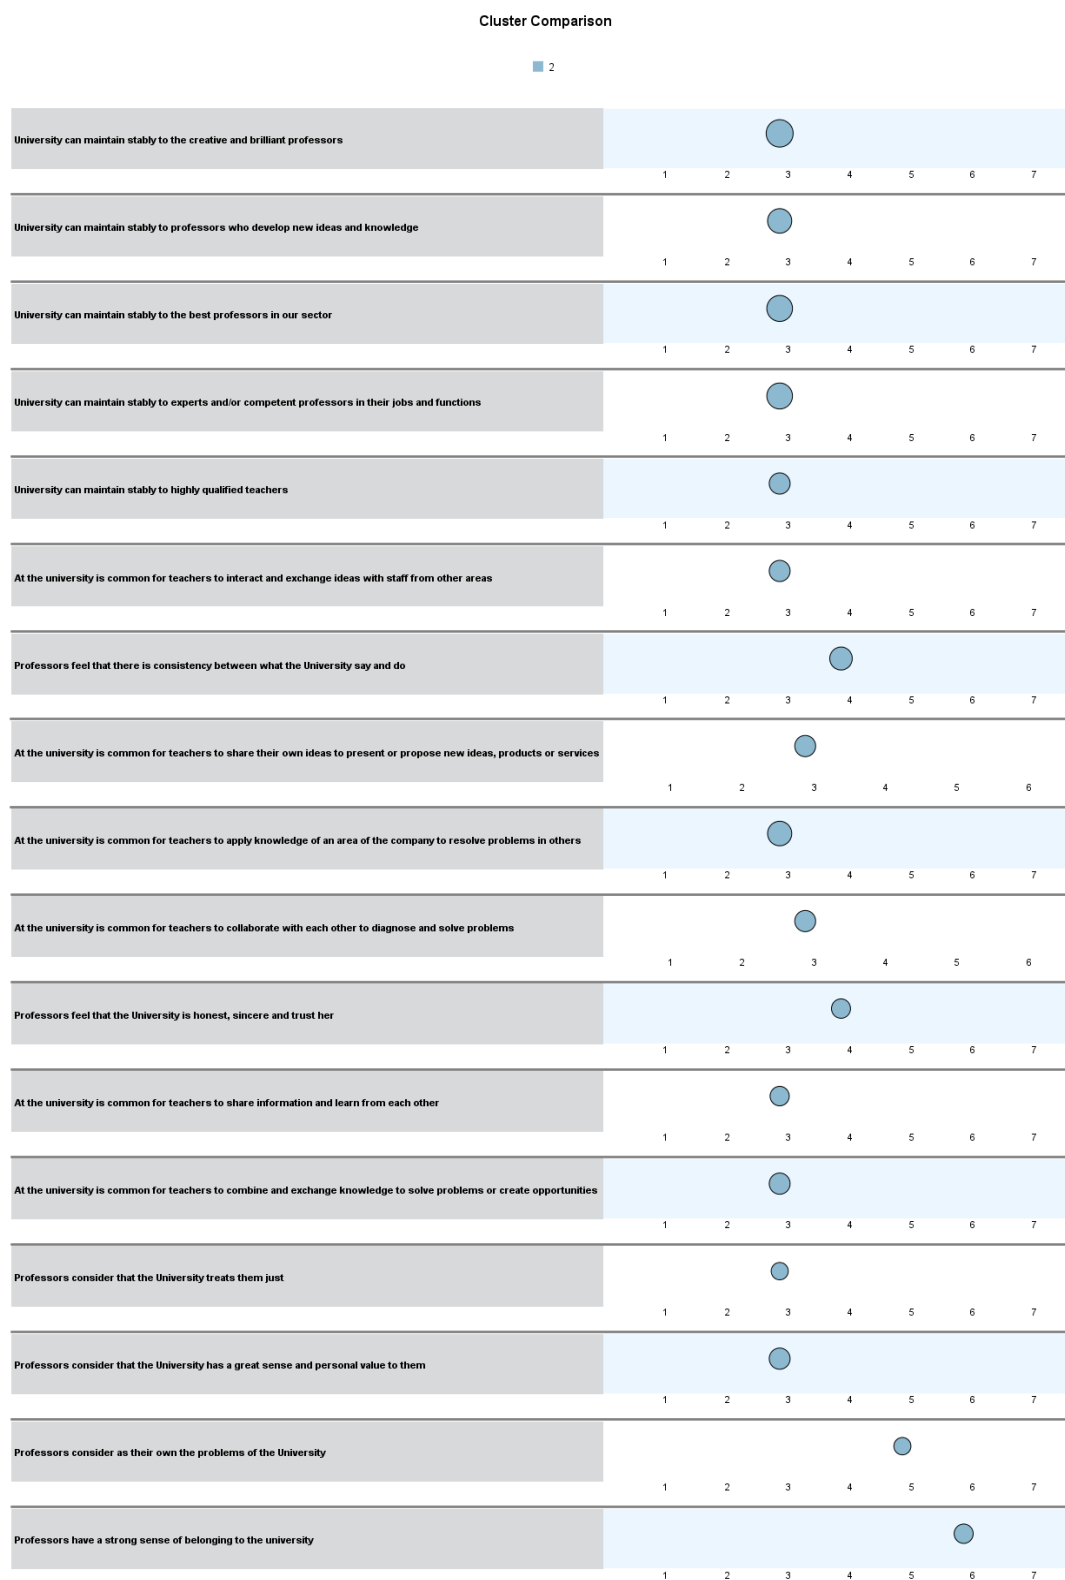 Cluster Comparison
2
University can maintain stably to the creative and brilliant professors
1 2 3 4 5 6 7
University can maintain stably to professors who develop new ideas and knowledge
1 2 3 4 5 6 7
University can maintain stably to the best professors in our sector
1 2 3 4 5 6 7
University can maintain stably to experts and/or competent professors in their jobs and functions
1 2 3 4 5 6 7
University can maintain stably to highly qualified teachers
1 2 3 4 5 6 7
At the university is common for teachers to interact and exchange ideas with staff from other areas
1 2 3 4 5 6 7
Professors feel that there is consistency between what the University say and do
1 2 3 4 5 6 7
At the university is common for teachers to share their own ideas to present or propose new ideas, products or services
1 2 3 4 5 6
At the university is common for teachers to apply knowledge of an area of the company to resolve problems in others
1 2 3 4 5 6 7
At the university is common for teachers to collaborate with each other to diagnose and solve problems
1 2 3 4 5 6
Professors feel that the University is honest, sincere and trust her
1 2 3 4 5 6 7
At the university is common for teachers to share information and learn from each other
1 2 3 4 5 6 7
At the university is common for teachers to combine and exchange knowledge to solve problems or create opportunities
1 2 3 4 5 6 7
Professors consider that the University treats them just
1 2 3 4 5 6 7
Professors consider that the University has a great sense and personal value to them
1 2 3 4 5 6 7
Professors consider as their own the problems of the University
1 2 3 4 5 6 7
Professors have a strong sense of belonging to the university
1 2 3 4 5 6 7